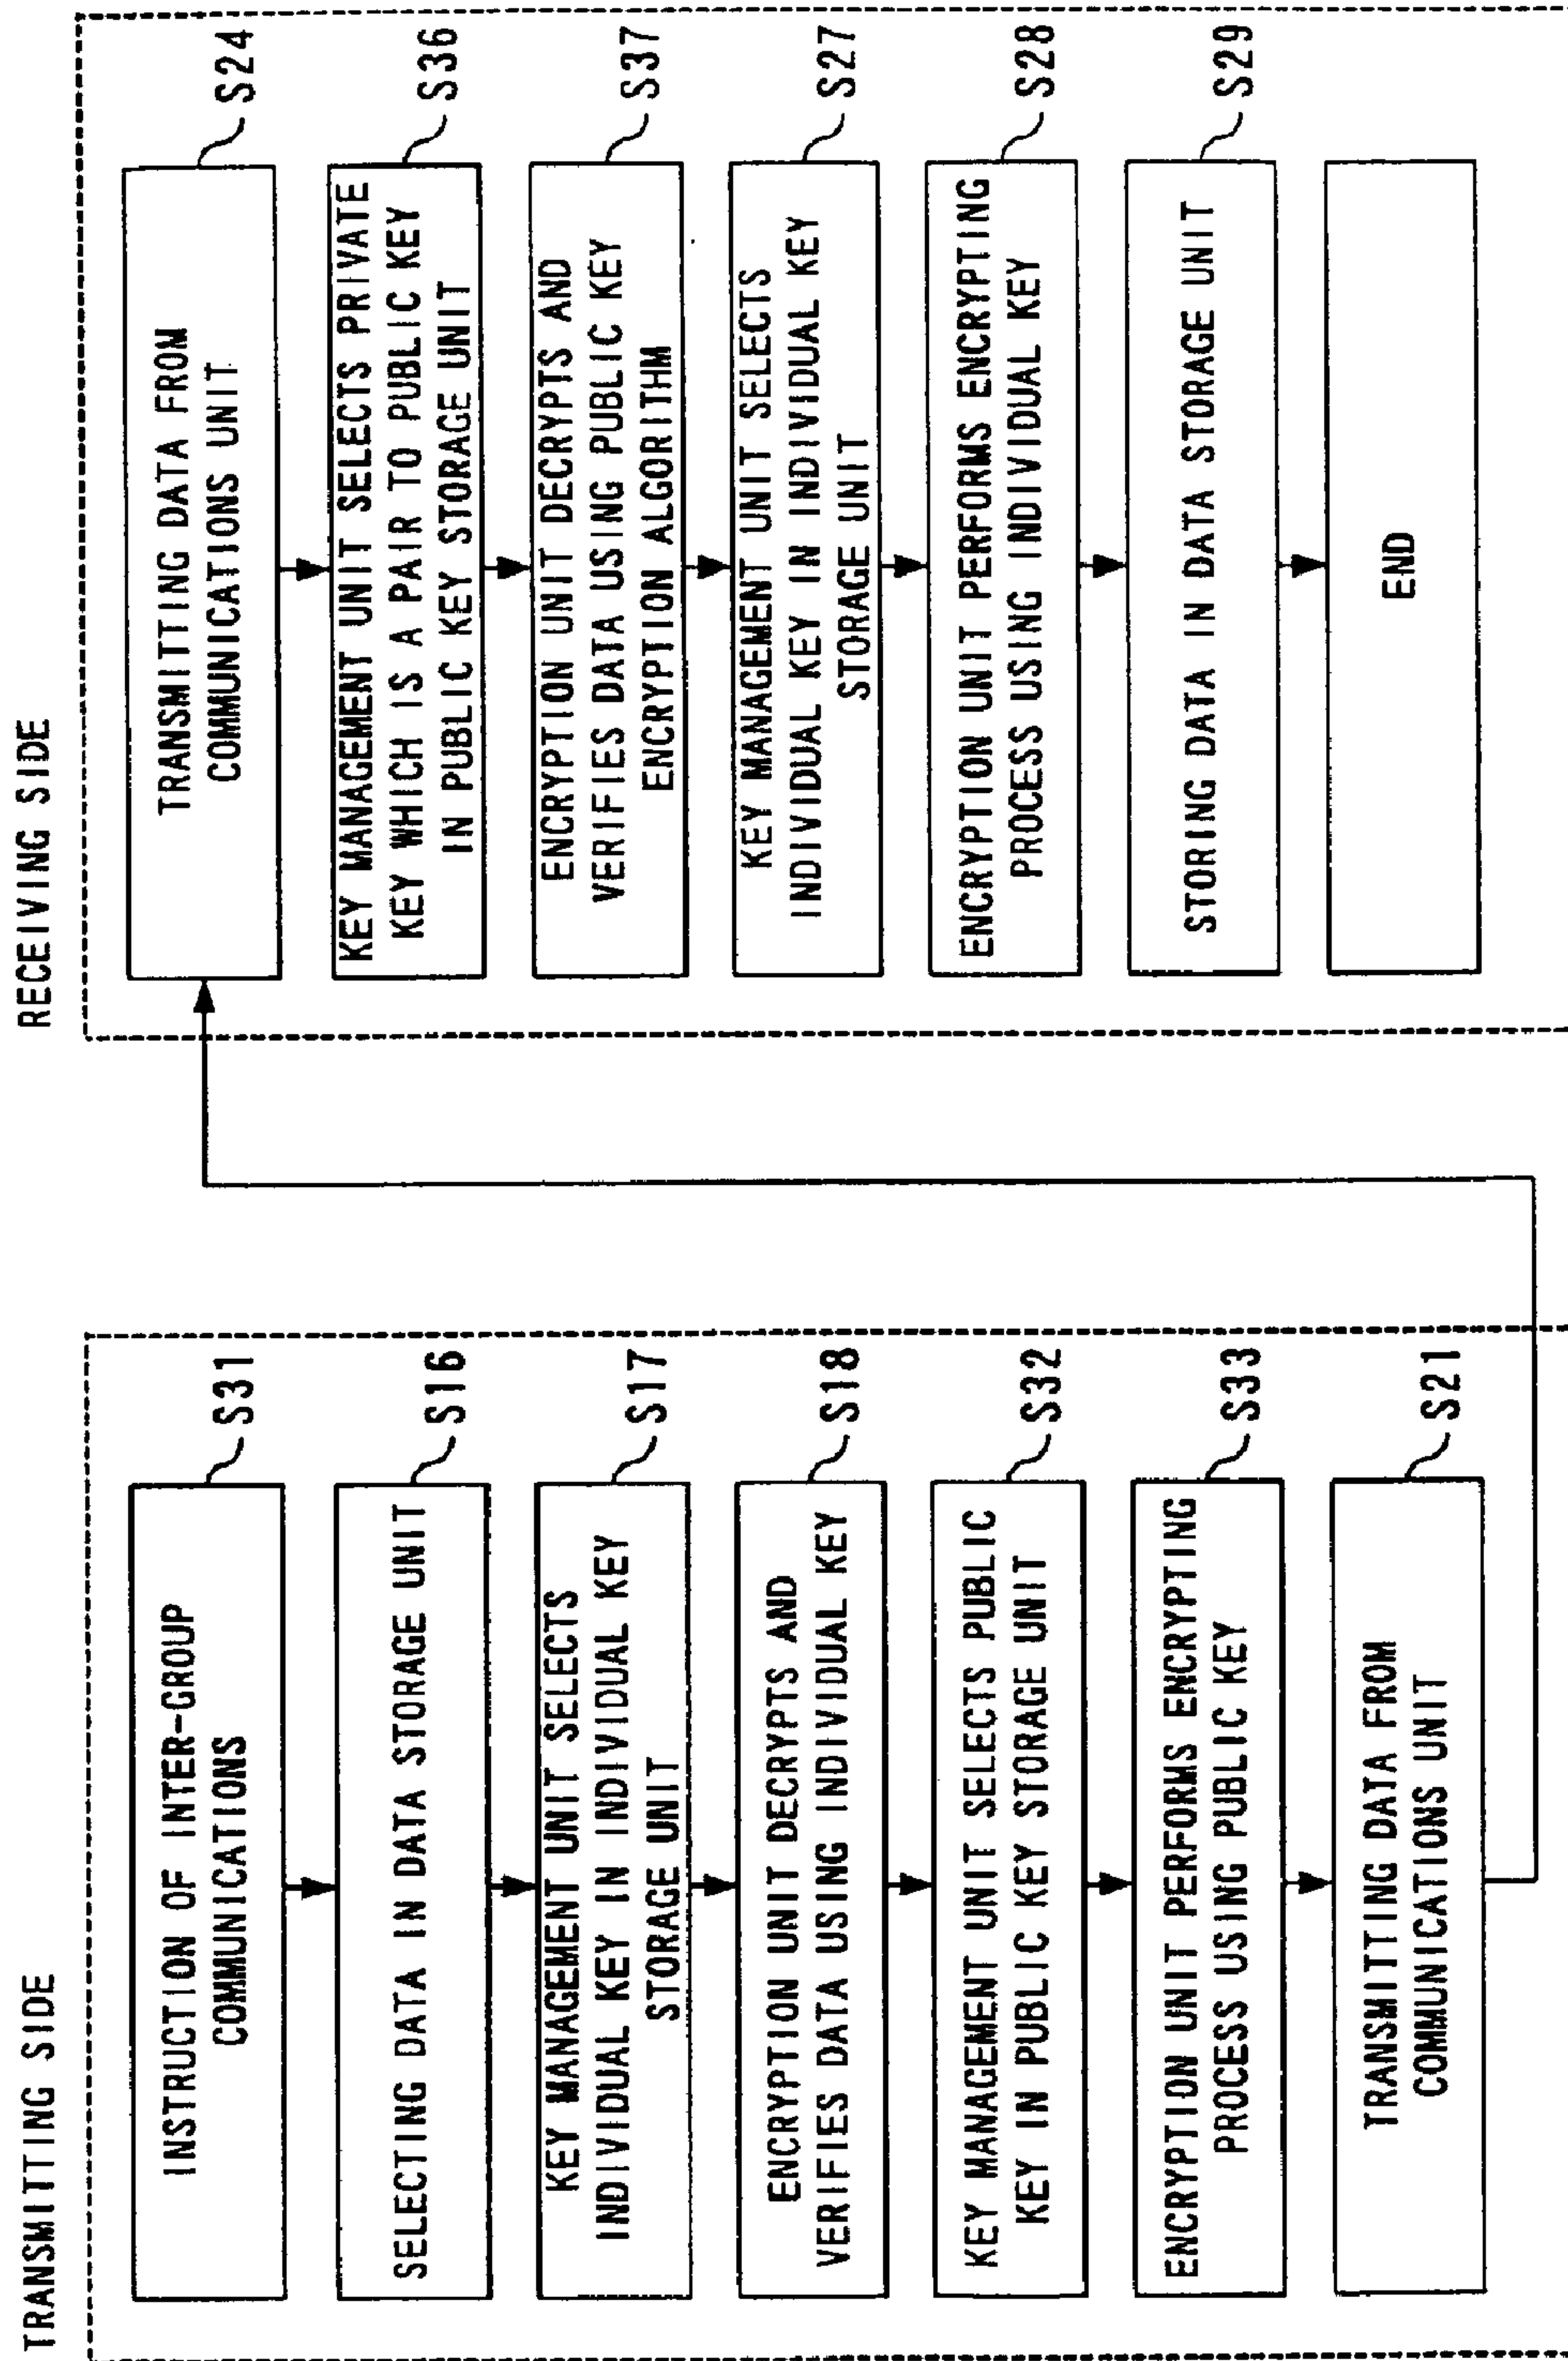 TRANSMITTING SIDE
INSTRUCTION OF INTER-GROUP
COMMUNICATIONS
S31
SELECTING DATA IN DATA STORAGE UNIT
S16
KEY MANAGEMENT UNIT SELECTS
INDIVIDUAL KEY IN INDIVIDUAL KEY
STORAGE UNIT
S17
ENCRYPTION UNIT DECRYPTS AND
VERIFIES DATA USING INDIVIDUAL KEY
S18
KEY MANAGEMENT UNIT SELECTS PUBLIC
KEY IN PUBLIC KEY STORAGE UNIT
S32
ENCRYPTION UNIT PERFORMS ENCRYPTING
PROCESS USING PUBLIC KEY
S33
TRANSMITTING DATA FROM
COMMUNICATIONS UNIT
S21
RECEIVING SIDE
TRANSMITTING DATA FROM
COMMUNICATIONS UNIT
S24
KEY MANAGEMENT UNIT SELECTS PRIVATE
KEY WHICH IS A PAIR TO PUBLIC KEY
IN PUBLIC KEY STORAGE UNIT
S36
ENCRYPTION UNIT DECRYPTS AND
VERIFIES DATA USING PUBLIC KEY
ENCRYPTION ALGORITHM
S37
KEY MANAGEMENT UNIT SELECTS
INDIVIDUAL KEY IN INDIVIDUAL KEY
STORAGE UNIT
S27
ENCRYPTION UNIT PERFORMS ENCRYPTING
PROCESS USING INDIVIDUAL KEY
S28
STORING DATA IN DATA STORAGE UNIT
S29
END